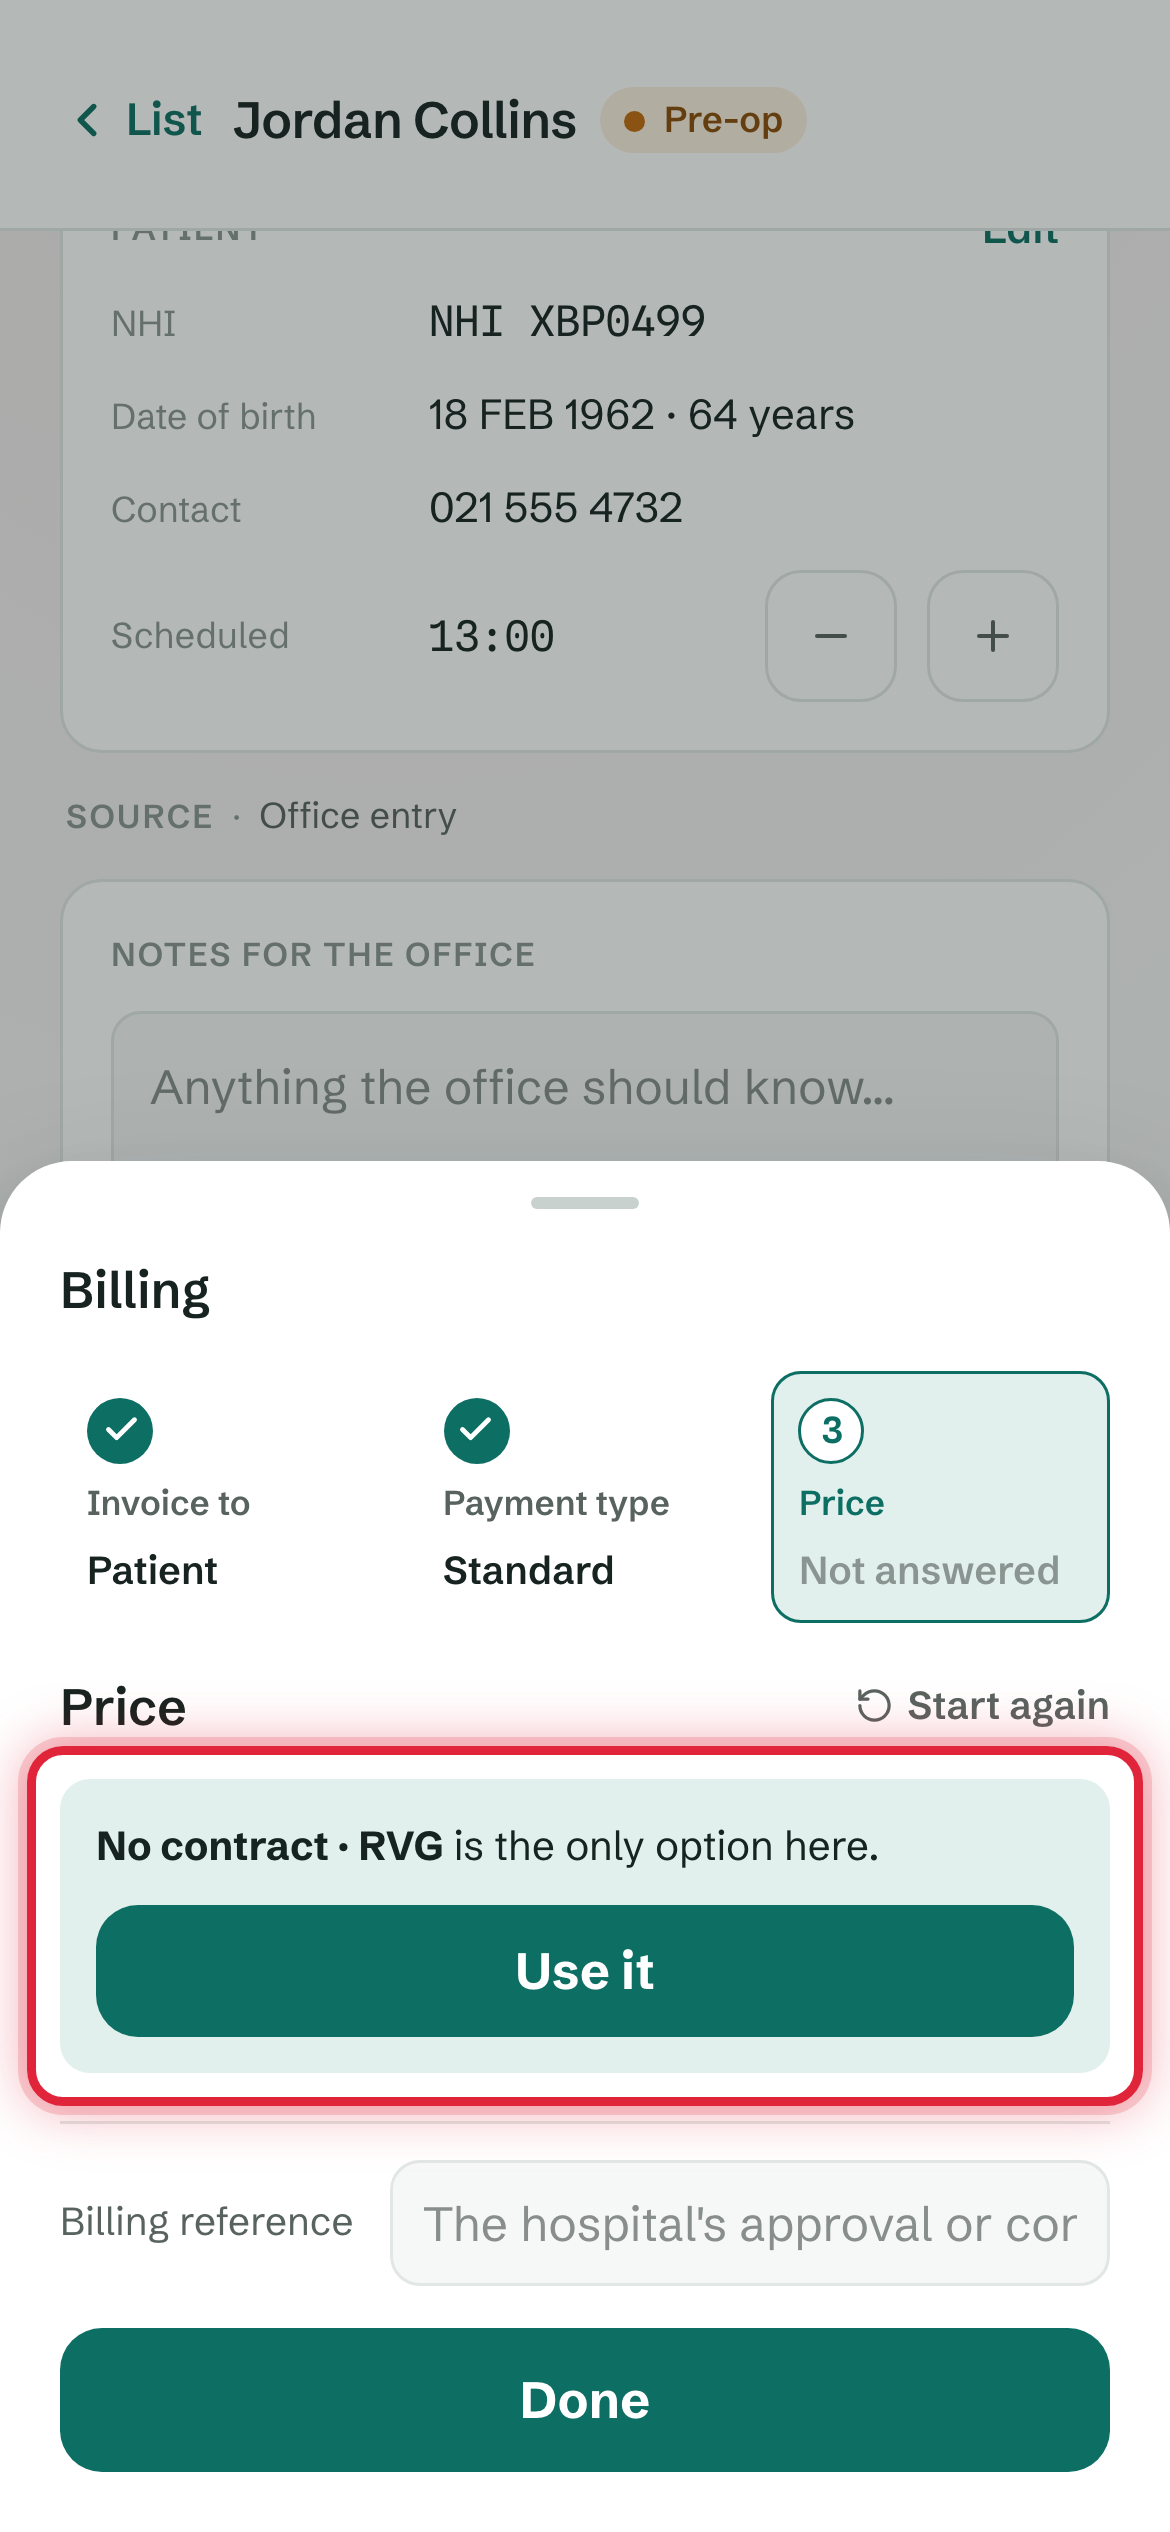 List Jordan Collins Pre-op
PATIENT Edit
NHI NHI XBP0499
Date of birth 18 FEB 1962 · 64 years
Contact 021 555 4732
Scheduled 13:00 − +
SOURCE · Office entry
NOTES FOR THE OFFICE
Anything the office should know...
Billing
3
Invoice to Payment type Price
Patient Standard Not answered
Price Start again
No contract · RVG is the only option here.
Use it
Billing reference The hospital's approval or cor
Done